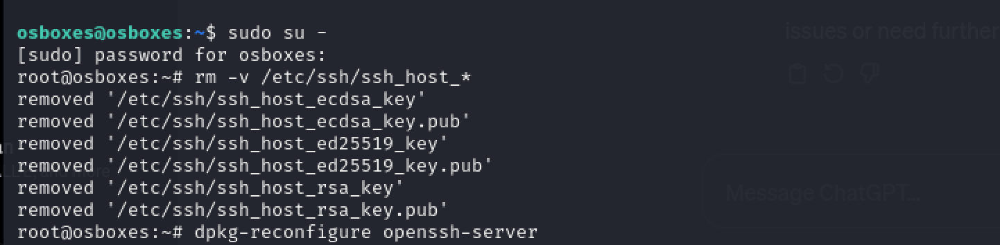 osboxes@osboxes:~$ sudo su -
issues or need further
[sudo] password for osboxes:
root@osboxes:~# rm -v /etc/ssh/ssh_host_*
removed '/etc/ssh/ssh_host_ecdsa_key'
removed '/etc/ssh/ssh_host_ecdsa_key.pub'
removed '/etc/ssh/ssh_host_ed25519_key'
removed '/etc/ssh/ssh_host_ed25519_key.pub'
and more
removed '/etc/ssh/ssh_host_rsa_key'
Message ChatGPT...
removed '/etc/ssh/ssh_host_rsa_key.pub'
root@osboxes:~# dpkg-reconfigure openssh-server